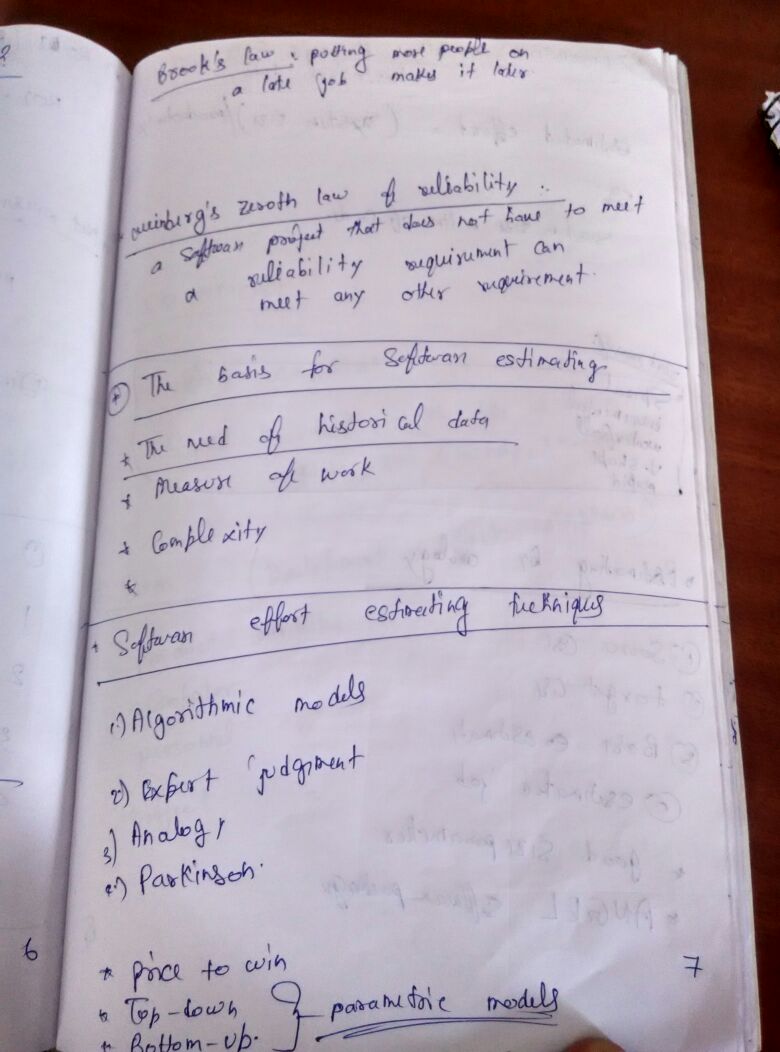 Brook's law : putting more people on
a late job makes it later
Weinburg's zeroth law of reliability :-
a software project that does not have to meet
a reliability requirement can
meet any other requirement.
The basis for Software estimating
* The need of historical data
* Measure of work
* Complexity
*
* Software effort estimating techniques
1) Algorithmic models
2) Expert judgment
3) Analogy
4) Parkinson.
* price to win
* Top-down
* Bottom-up.
parametric models
6
7